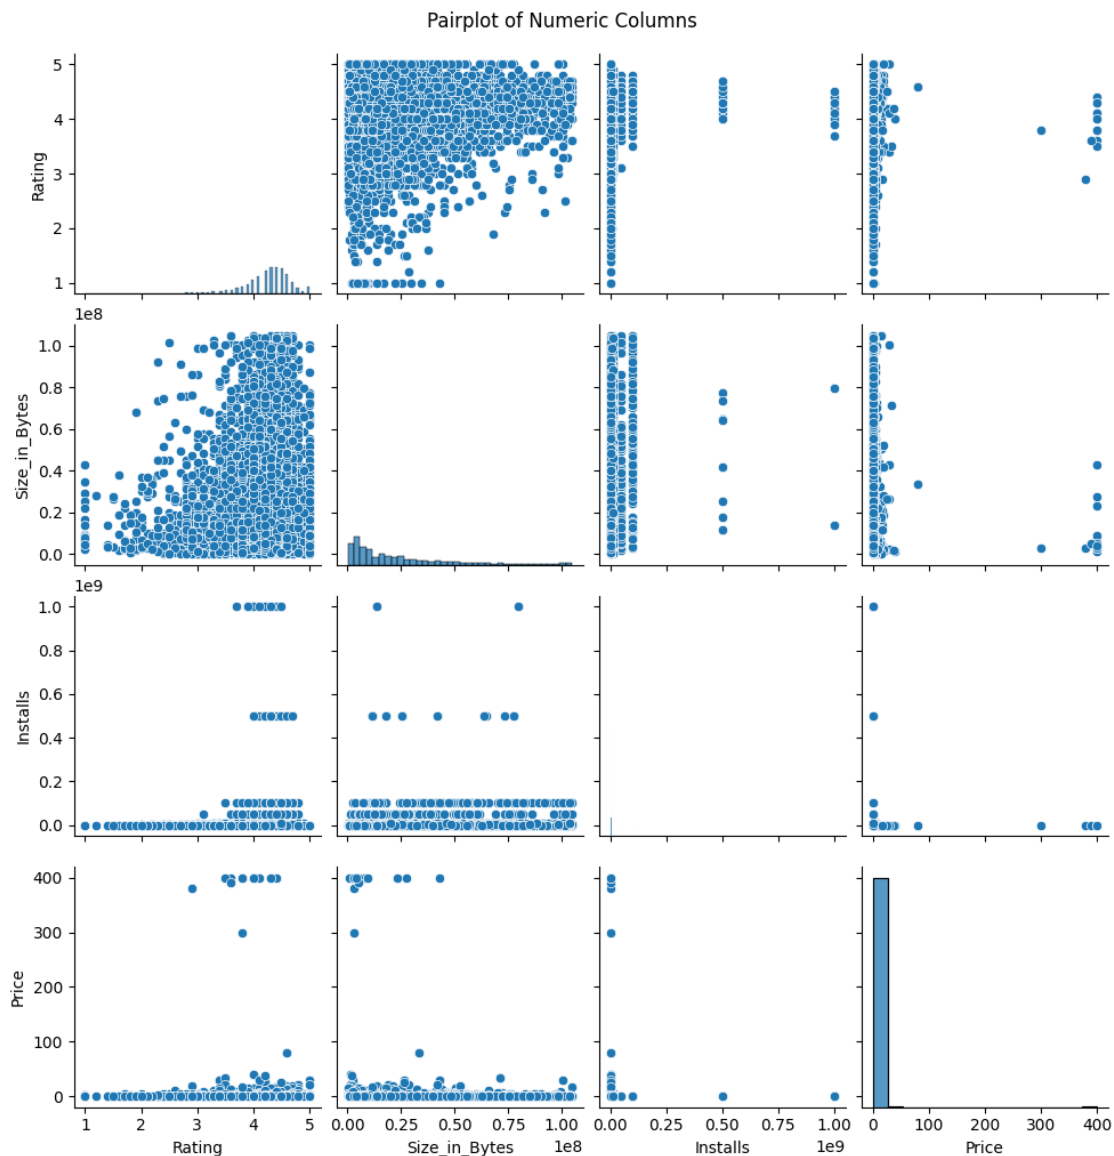 Pairplot of Numeric Columns
5
4
3
2
1
Rating
1e8
1.0
0.8
0.6
0.4
0.2
0.0
Size_in_Bytes
1e9
1.0
0.8
0.6
0.4
0.2
0.0
Installs
400
300
200
100
0
Price
1 2 3 4 5
Rating
0.00 0.25 0.50 0.75 1.00
Size_in_Bytes 1e8
0.00 0.25 0.50 0.75 1.00
Installs 1e9
0 100 200 300 400
Price